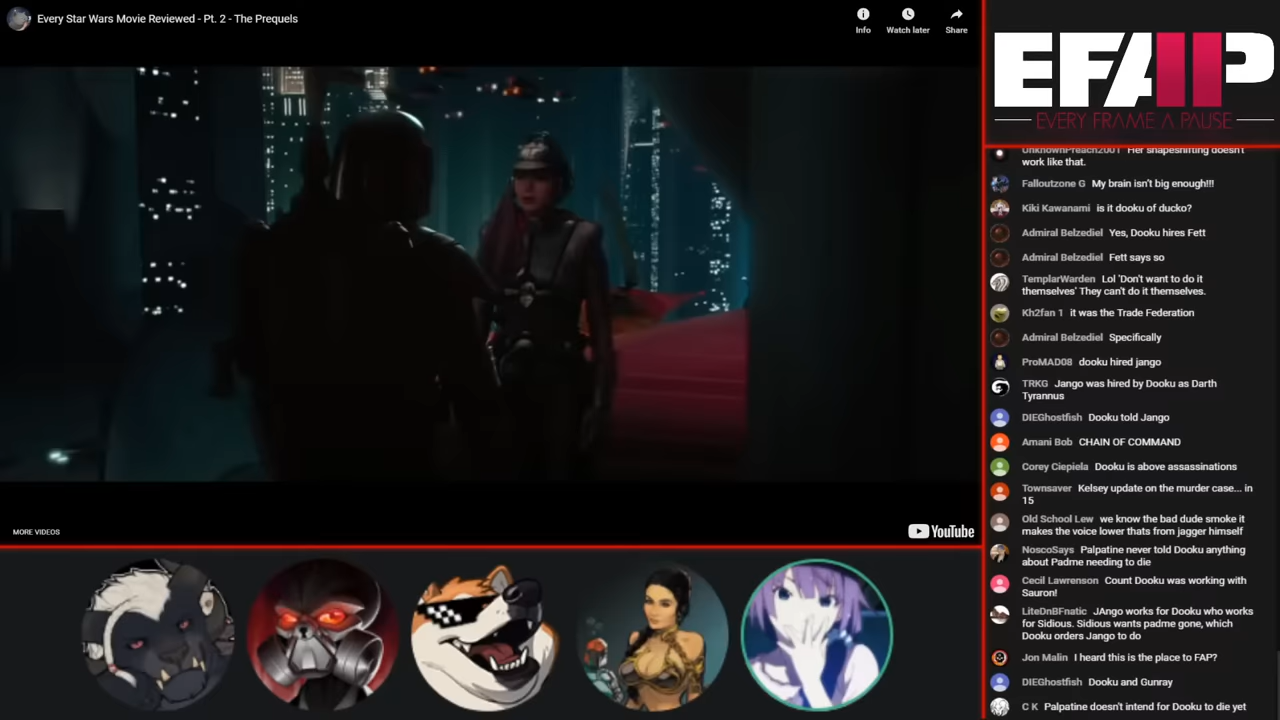 Every Star Wars Movie Reviewed - Pt. 2 - The Prequels
Info
Watch later
Share
MORE VIDEOS
YouTube
EFAP
EVERY FRAME A PAUSE
UnknownPreach2001 Her shapeshifting doesn't
work like that.
Falloutzone G My brain isn't big enough!!!
Kiki Kawanami is it dooku of ducko?
Admiral Belzediel Yes, Dooku hires Fett
Admiral Belzediel Fett says so
TemplarWarden Lol 'Don't want to do it
themselves' They can't do it themselves.
Kh2fan 1 it was the Trade Federation
Admiral Belzediel Specifically
ProMAD08 dooku hired jango
TRKG Jango was hired by Dooku as Darth
Tyrannus
DIEGhostfish Dooku told Jango
Amani Bob CHAIN OF COMMAND
Corey Ciepiela Dooku is above assassinations
Townsaver Kelsey update on the murder case... in
15
Old School Lew we know the bad dude smoke it
makes the voice lower thats from jagger himself
NoscoSays Palpatine never told Dooku anything
about Padme needing to die
Cecil Lawrenson Count Dooku was working with
Sauron!
LiteDnBFnatic JAngo works for Dooku who works
for Sidious. Sidious wants padme gone, which
Dooku orders Jango to do
Jon Malin I heard this is the place to FAP?
DIEGhostfish Dooku and Gunray
C K Palpatine doesn't intend for Dooku to die yet